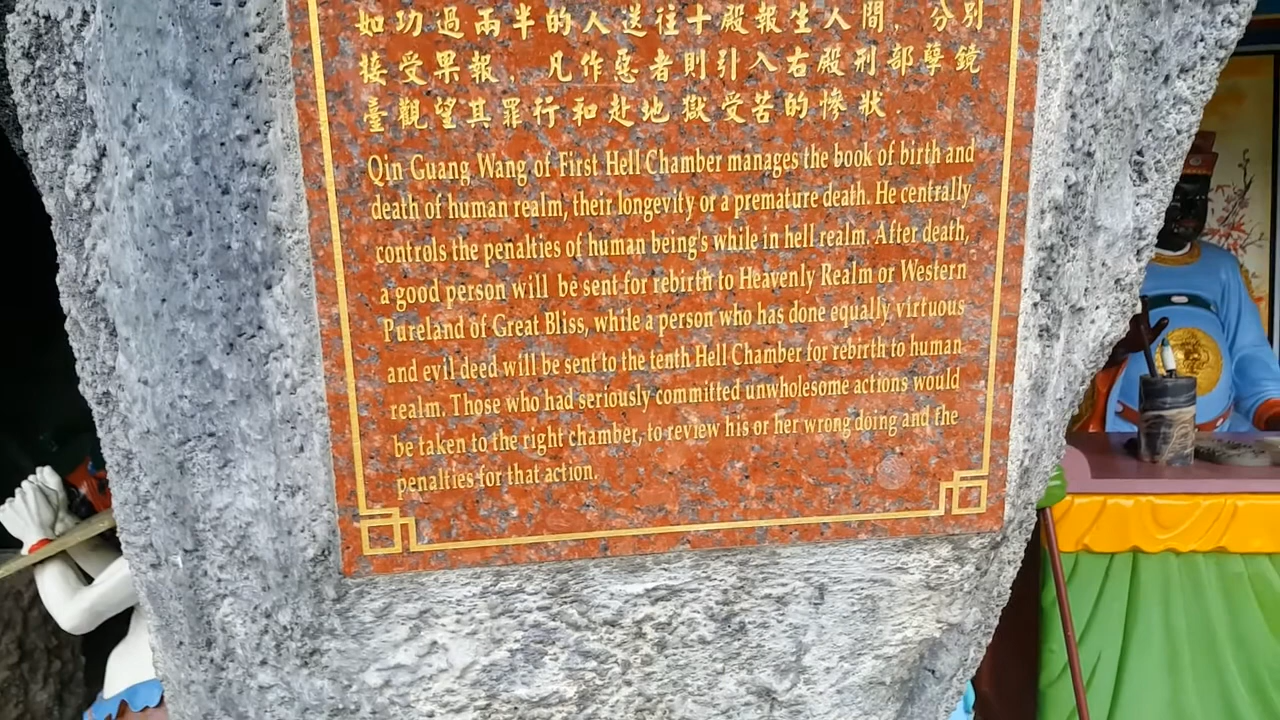 如功過兩半的人送往十殿報生人間，分別
接受果報，凡作惡者則引入右殿刑部孽鏡
臺觀望其罪行和赴地獄受苦的慘狀．
Qin Guang Wang of First Hell Chamber manages the book of birth and
death of human realm, their longevity or a premature death. He centrally
controls the penalties of human being's while in hell realm. After death,
a good person will be sent for rebirth to Heavenly Realm or Western
Pureland of Great Bliss, while a person who has done equally virtuous
and evil deed will be sent to the tenth Hell Chamber for rebirth to human
realm. Those who had seriously committed unwholesome actions would
be taken to the right chamber, to review his or her wrong doing and the
penalties for that action.